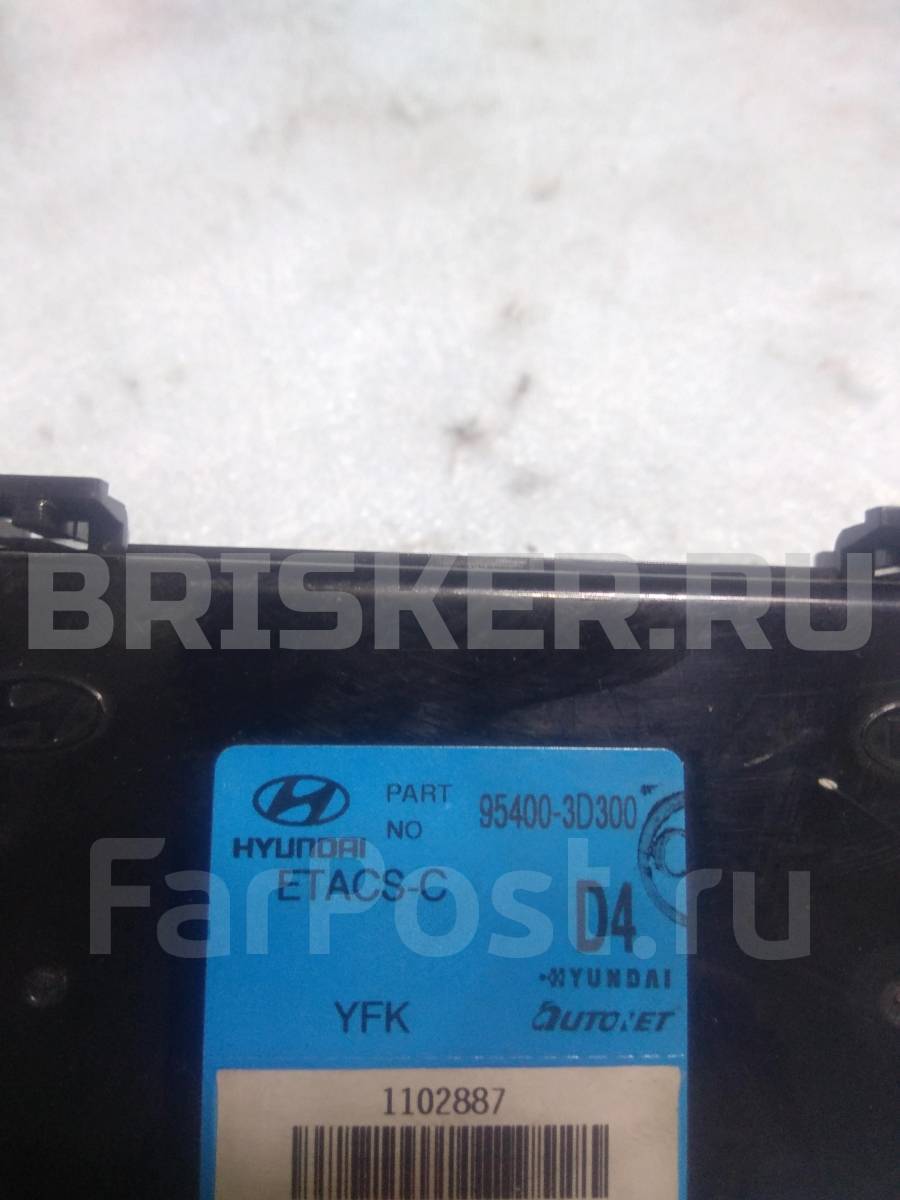 BRISKER.RU
PART NO 95400-3D300
HYUNDAI
ETACS-C
FarPost.ru
D4
HYUNDAI
YFK AUTONET
1102887